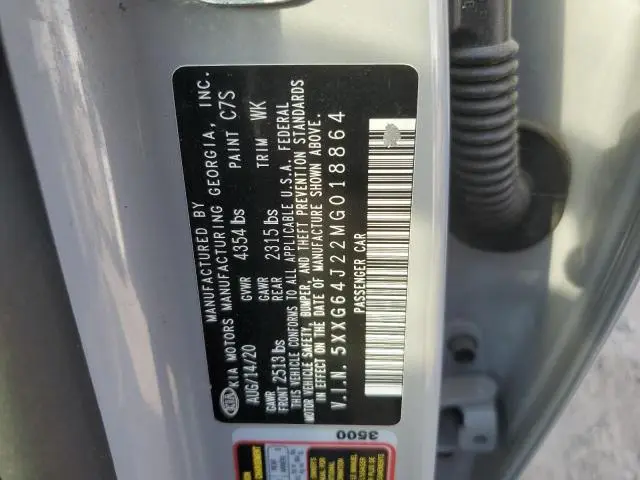 MANUFACTURED BY
KIA KIA MOTORS MANUFACTURING GEORGIA, INC.
AUG/14/20 GVWR 4354 lbs PAINT C7S
GAWR FRONT 2513 lbs GAWR REAR 2315 lbs TRIM WK
THIS VEHICLE CONFORMS TO ALL APPLICABLE U.S.A. FEDERAL
MOTOR VEHICLE SAFETY, BUMPER, AND THEFT PREVENTION STANDARDS
IN EFFECT ON THE DATE OF MANUFACTURE SHOWN ABOVE.
V.I.N. 5XXG64J22MG018864
PASSENGER CAR
3500